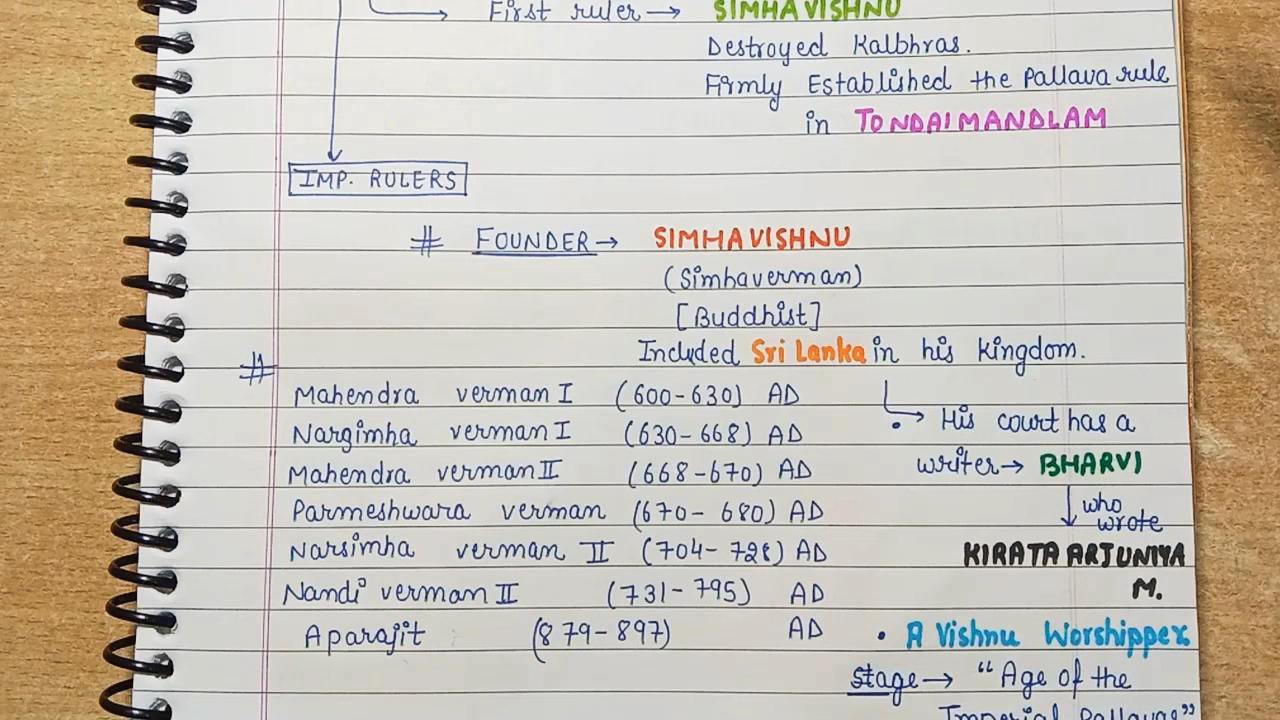 First ruler → SIMHAVISHNU
Destroyed Kalbhras.
Firmly Established the Pallava rule
in TONDAIMANDLAM
IMP. RULERS
# FOUNDER → SIMHAVISHNU
(Simhaverman)
[Buddhist]
Included Sri Lanka in his kingdom.
#
Mahendra verman I (600-630) AD
Nargimha verman I (630-668) AD
Mahendra verman II (668-670) AD
Parmeshwara verman (670-680) AD
Narsimha verman II (704-728) AD
Nandi verman II (731-795) AD
Aparajit (879-897) AD
• → His court has a
writer → BHARVI
↓ who
wrote
KIRATA ARJUNIYA
M.
• A Vishnu Worshipper
stage → "Age of the
Imperial Pallavas"